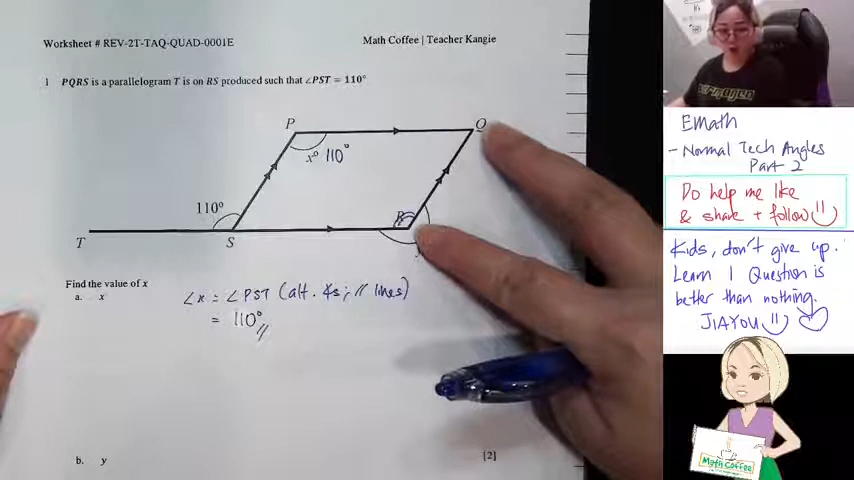 Worksheet # REV-2T-TAQ-QUAD-0001E
Math Coffee | Teacher Kangie
1 PQRS is a parallelogram T is on RS produced such that ∠PST = 110°
P
Q
x° 110°
110°
R
T
S
Find the value of x
a. x
∠x = ∠PST (alt. ∠s, // lines)
= 110°//
b. y
[2]
EMath
- Normal Tech Angles
Part 2
Do help me like
& share + follow
Kids, don't give up.
Learn 1 Question is
better than nothing.
JIAYOU
Math Coffee